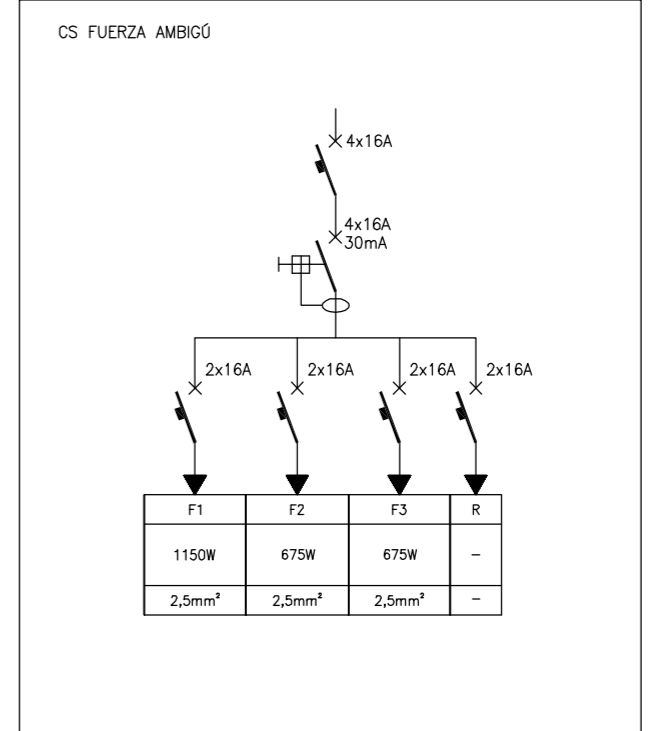 CS FUERZA AMBIGÚ
4x16A
4x16A
30mA
2x16A 2x16A 2x16A 2x16A
F1 F2 F3 R
1150W 675W 675W -
2,5mm² 2,5mm² 2,5mm² -